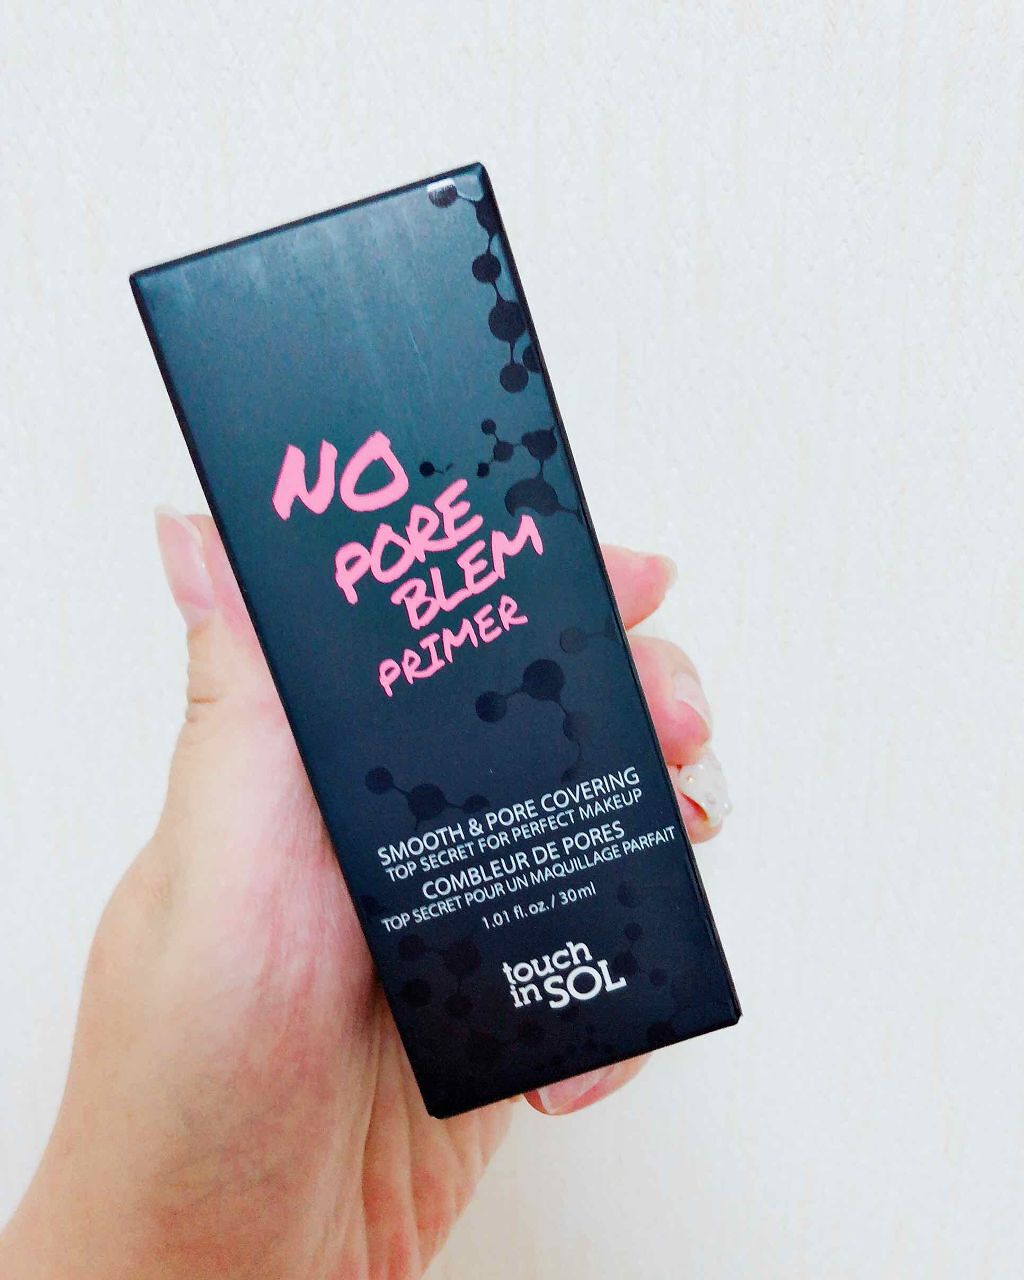 NO
PORE
BLEM
PRIMER
SMOOTH & PORE COVERING
TOP SECRET FOR PERFECT MAKEUP
COMBLEUR DE PORES
TOP SECRET POUR UN MAQUILLAGE PARFAIT
1.01 fl. oz. / 30ml
touch
in SOL